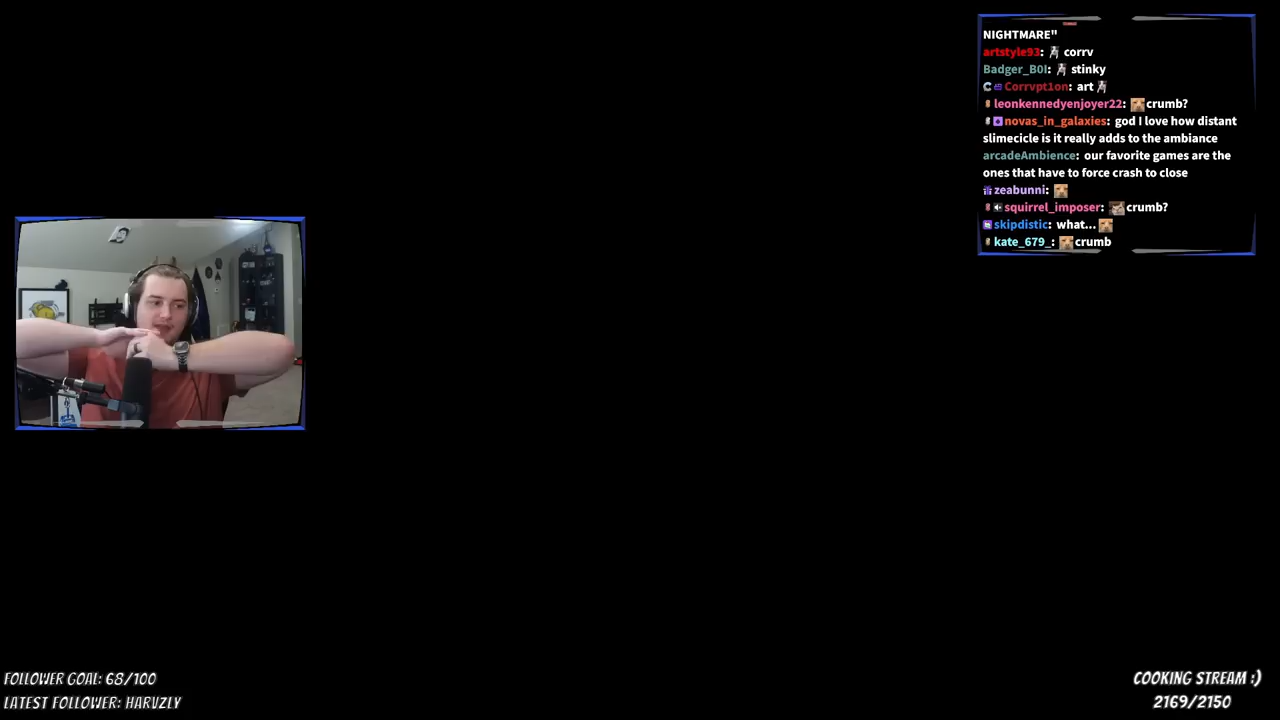 NIGHTMARE"
artstyle93: corrv
Badger_B0I: stinky
Corrvpt1on: art
leonkennedyenjoyer22: crumb?
novas_in_galaxies: god I love how distant
slimecicle is it really adds to the ambiance
arcadeAmbience: our favorite games are the
ones that have to force crash to close
zeabunni:
squirrel_imposer: crumb?
skipdistic: what...
kate_679_: crumb
FOLLOWER GOAL: 68/100
LATEST FOLLOWER: HARVZLY
COOKING STREAM :)
2169/2150